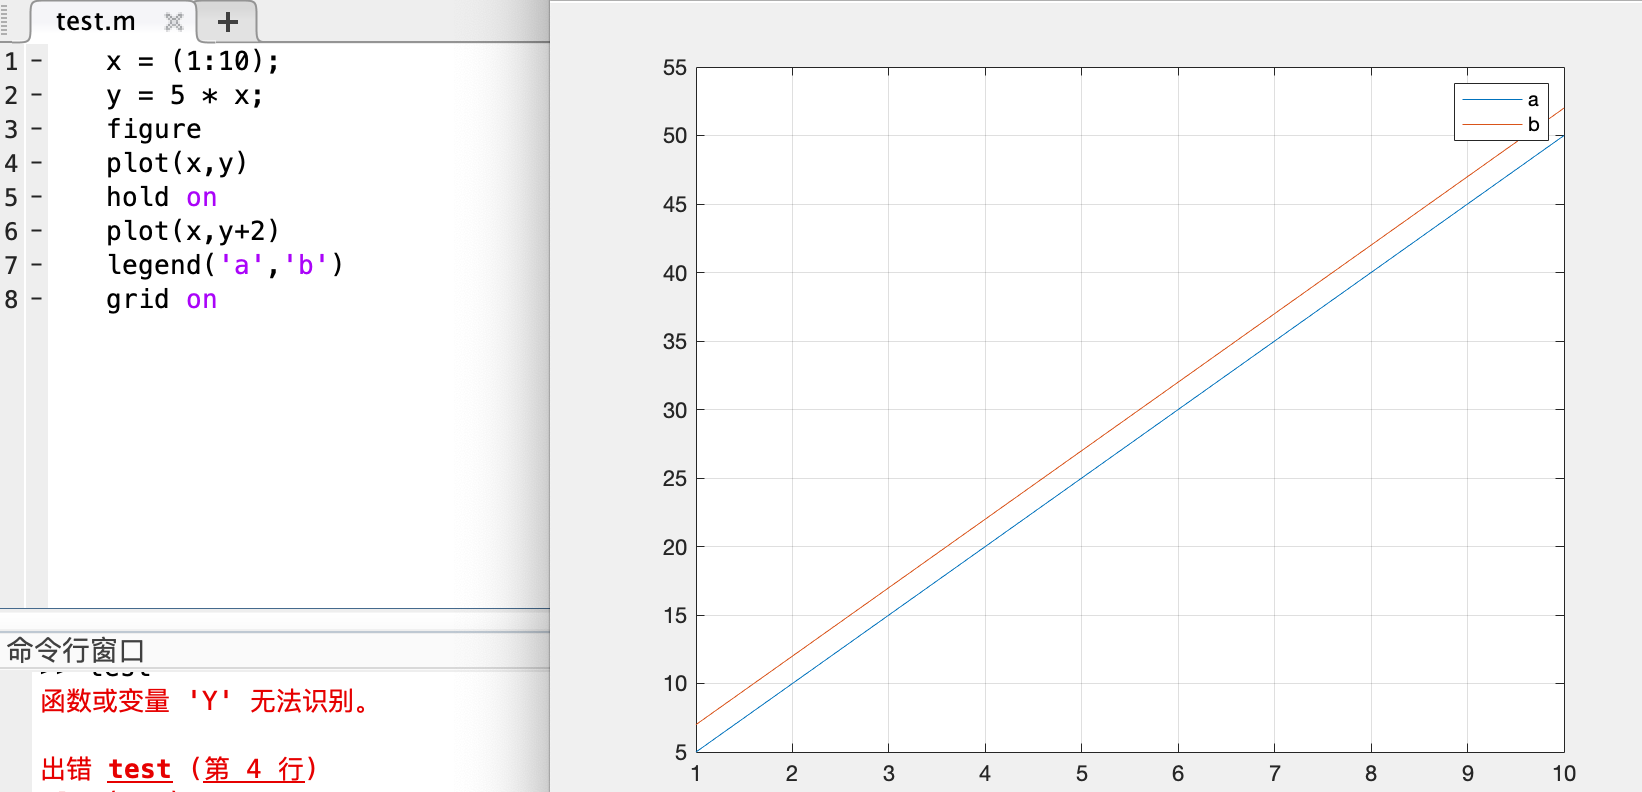 test.m
1 - x = (1:10);
2 - y = 5 * x;
3 - figure
4 - plot(x,y)
5 - hold on
6 - plot(x,y+2)
7 - legend('a','b')
8 - grid on
命令行窗口
>> test
函数或变量 'Y' 无法识别。
出错 test (第 4 行)
55
50
45
40
35
30
25
20
15
10
5
1 2 3 4 5 6 7 8 9 10
a
b